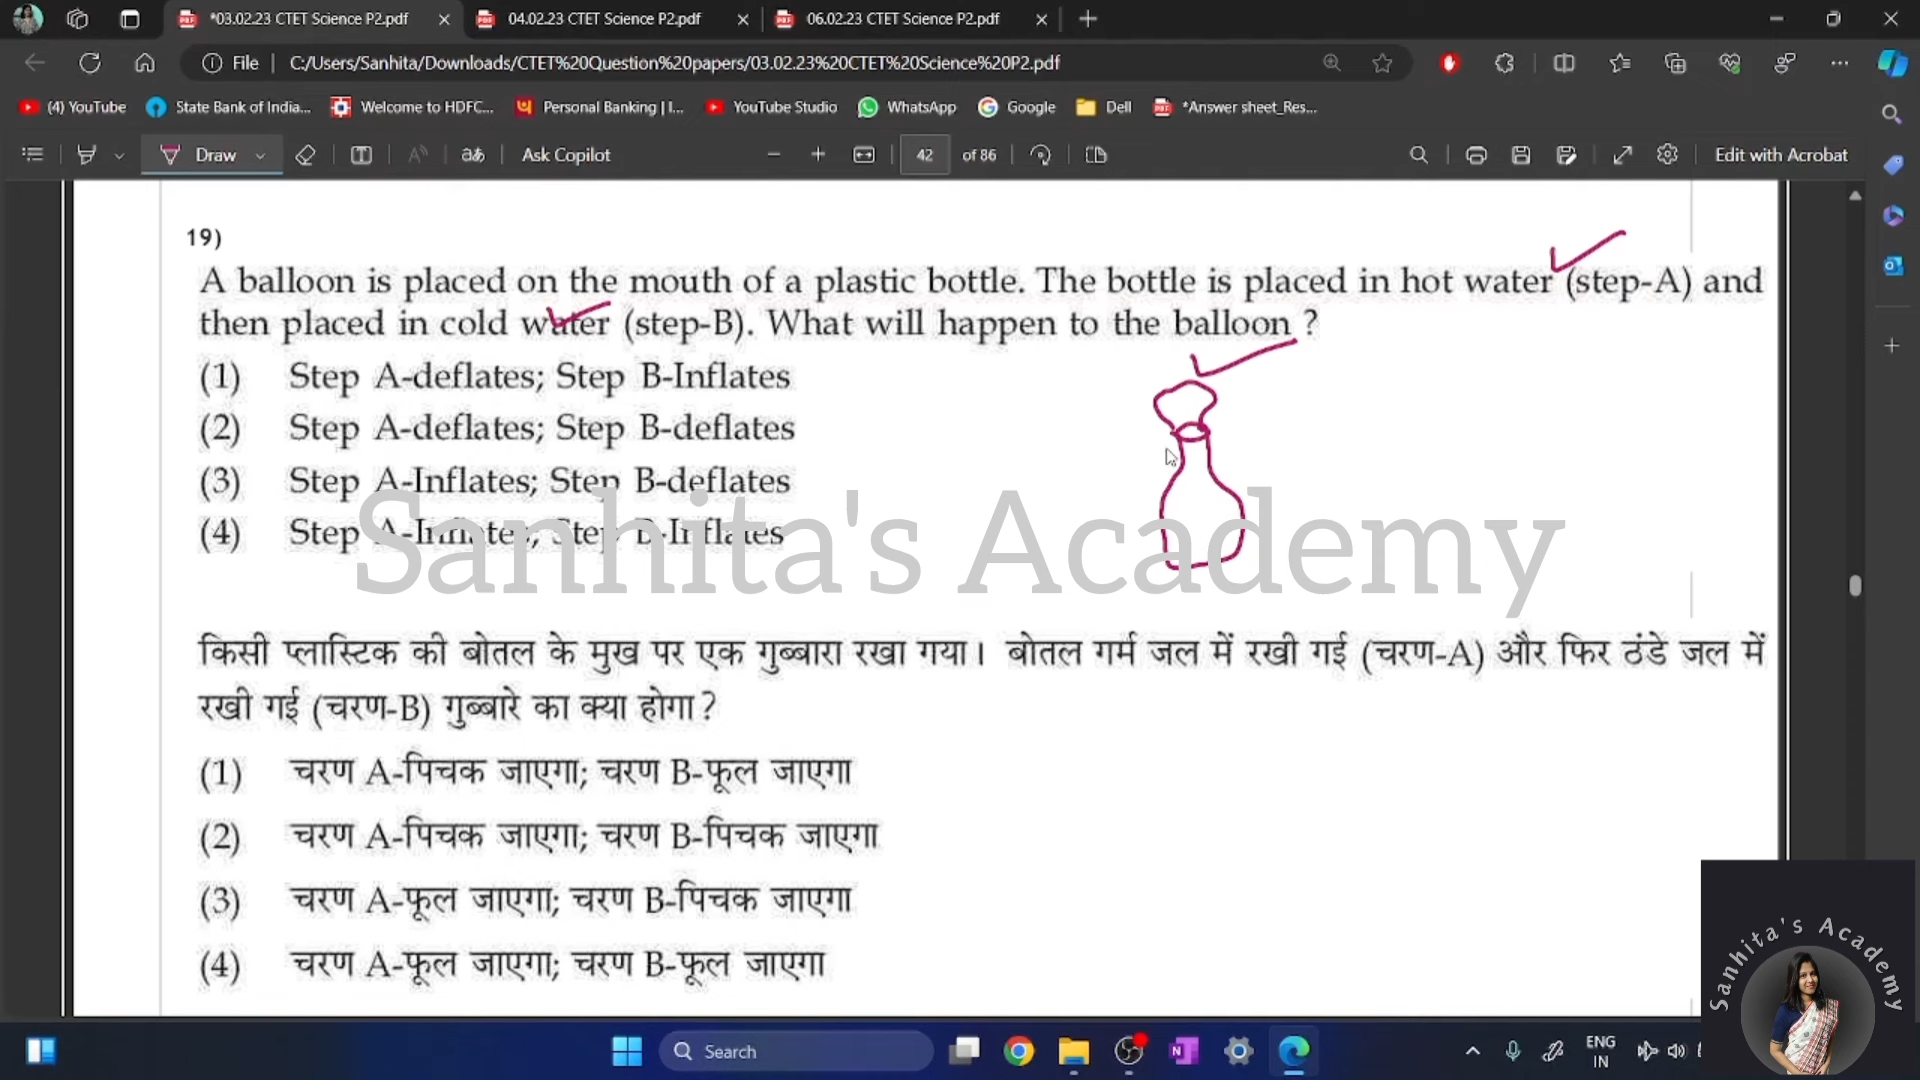 *03.02.23 CTET Science P2.pdf
04.02.23 CTET Science P2.pdf
06.02.23 CTET Science P2.pdf
File
C:/Users/Sanhita/Downloads/CTET%20Question%20papers/03.02.23%20CTET%20Science%20P2.pdf
(4) YouTube
State Bank of India...
Welcome to HDFC...
Personal Banking | I...
YouTube Studio
WhatsApp
Google
Dell
*Answer sheet_Res...
Draw
Ask Copilot
42 of 86
Edit with Acrobat
19)
A balloon is placed on the mouth of a plastic bottle. The bottle is placed in hot water (step-A) and
then placed in cold water (step-B). What will happen to the balloon ?
(1) Step A-deflates; Step B-Inflates
(2) Step A-deflates; Step B-deflates
(3) Step A-Inflates; Step B-deflates
(4) Step A-Inflates; Step B-Inflates
Sanhita's Academy
किसी प्लास्टिक की बोतल के मुख पर एक गुब्बारा रखा गया। बोतल गर्म जल में रखी गई (चरण-A) और फिर ठंडे जल में
रखी गई (चरण-B) गुब्बारे का क्या होगा?
(1) चरण A-पिचक जाएगा; चरण B-फूल जाएगा
(2) चरण A-पिचक जाएगा; चरण B-पिचक जाएगा
(3) चरण A-फूल जाएगा; चरण B-पिचक जाएगा
(4) चरण A-फूल जाएगा; चरण B-फूल जाएगा
Sanhita's Academy
Search
ENG
IN